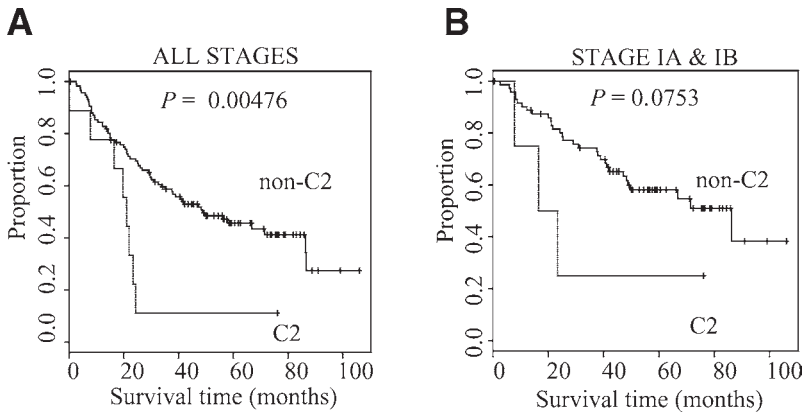 A
ALL STAGES
P = 0.00476
non-C2
C2
Proportion
0.0 0.2 0.4 0.6 0.8 1.0
0 20 40 60 80 100
Survival time (months)
B
STAGE IA & IB
P = 0.0753
non-C2
C2
Proportion
0.0 0.2 0.4 0.6 0.8 1.0
0 20 40 60 80 100
Survival time (months)